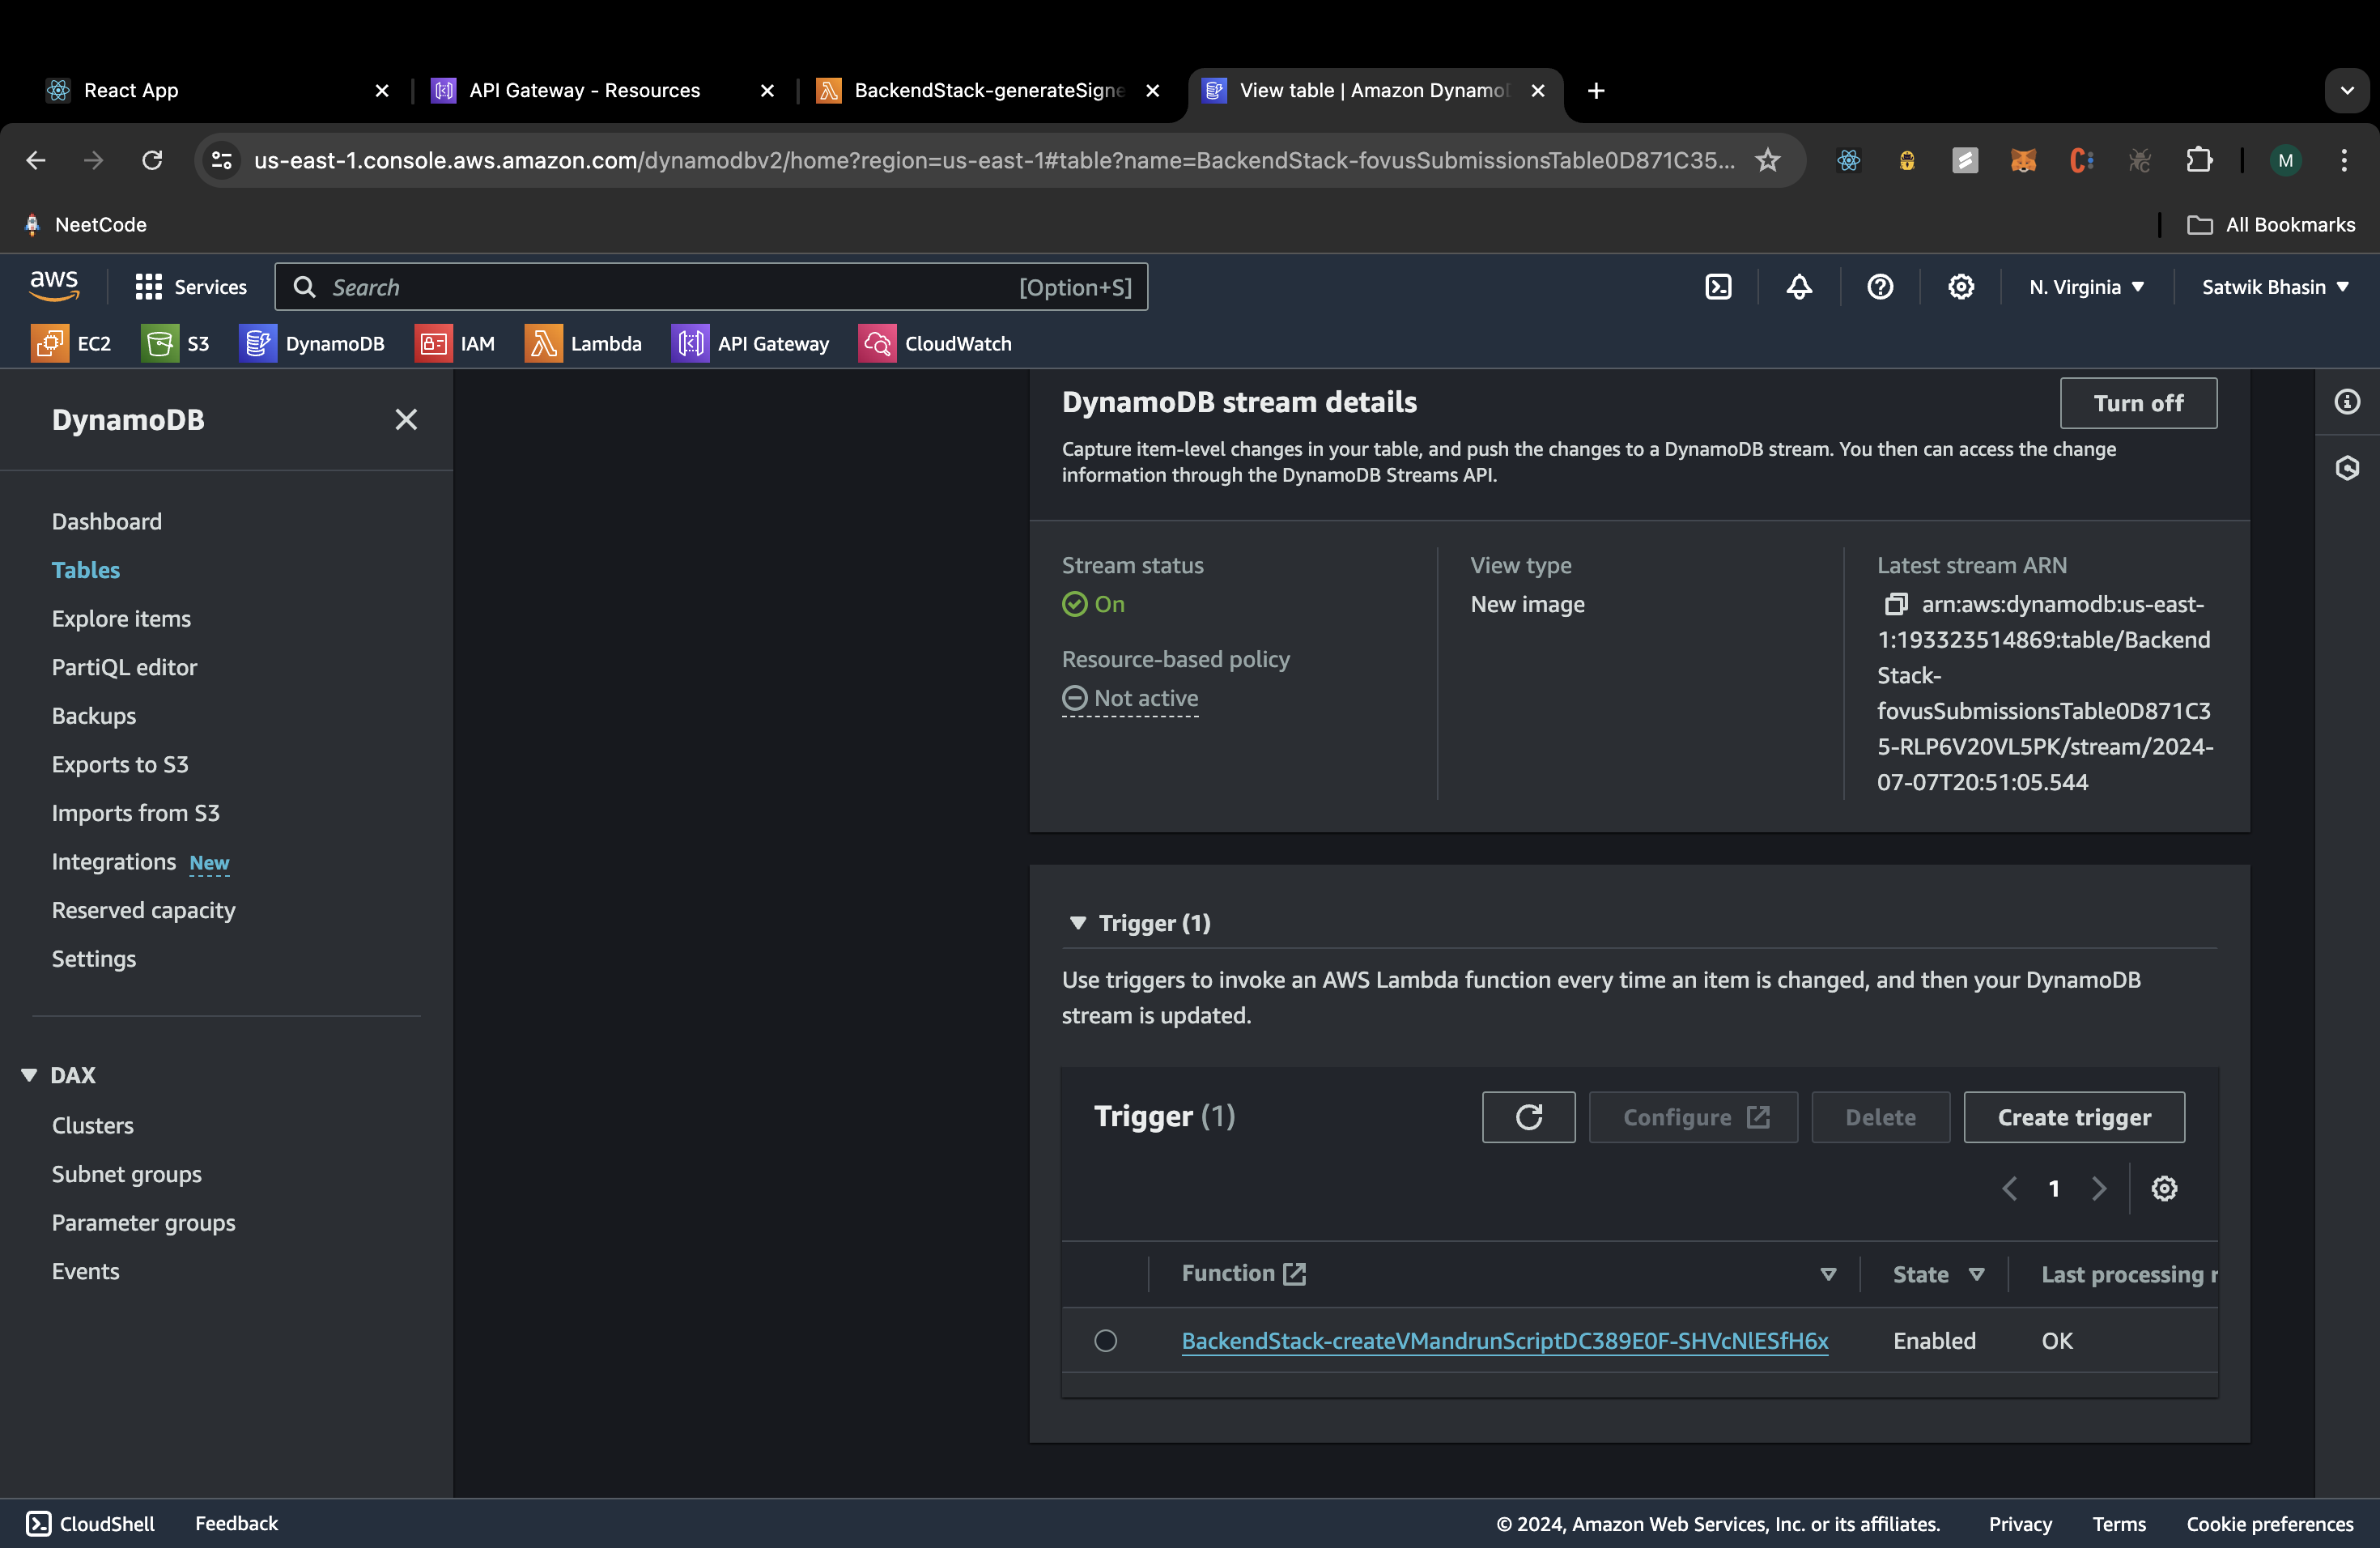 React App
API Gateway - Resources
BackendStack-generateSigne
View table | Amazon Dynamo
us-east-1.console.aws.amazon.com/dynamodbv2/home?region=us-east-1#table?name=BackendStack-fovusSubmissionsTable0D871C35...
M
NeetCode
All Bookmarks
aws
Services
Search
[Option+S]
N. Virginia
Satwik Bhasin
EC2
S3
DynamoDB
IAM
Lambda
API Gateway
CloudWatch
DynamoDB
Dashboard
Tables
Explore items
PartiQL editor
Backups
Exports to S3
Imports from S3
Integrations New
Reserved capacity
Settings
DAX
Clusters
Subnet groups
Parameter groups
Events
DynamoDB stream details
Turn off
Capture item-level changes in your table, and push the changes to a DynamoDB stream. You then can access the change
information through the DynamoDB Streams API.
Stream status
On
Resource-based policy
Not active
View type
New image
Latest stream ARN
arn:aws:dynamodb:us-east-
1:193323514869:table/Backend
Stack-
fovusSubmissionsTable0D871C3
5-RLP6V20VL5PK/stream/2024-
07-07T20:51:05.544
Trigger (1)
Use triggers to invoke an AWS Lambda function every time an item is changed, and then your DynamoDB
stream is updated.
Trigger (1)
Configure
Delete
Create trigger
1
Function
State
Last processing r
BackendStack-createVMandrunScriptDC389E0F-SHVcNlESfH6x
Enabled
OK
CloudShell
Feedback
© 2024, Amazon Web Services, Inc. or its affiliates.
Privacy
Terms
Cookie preferences